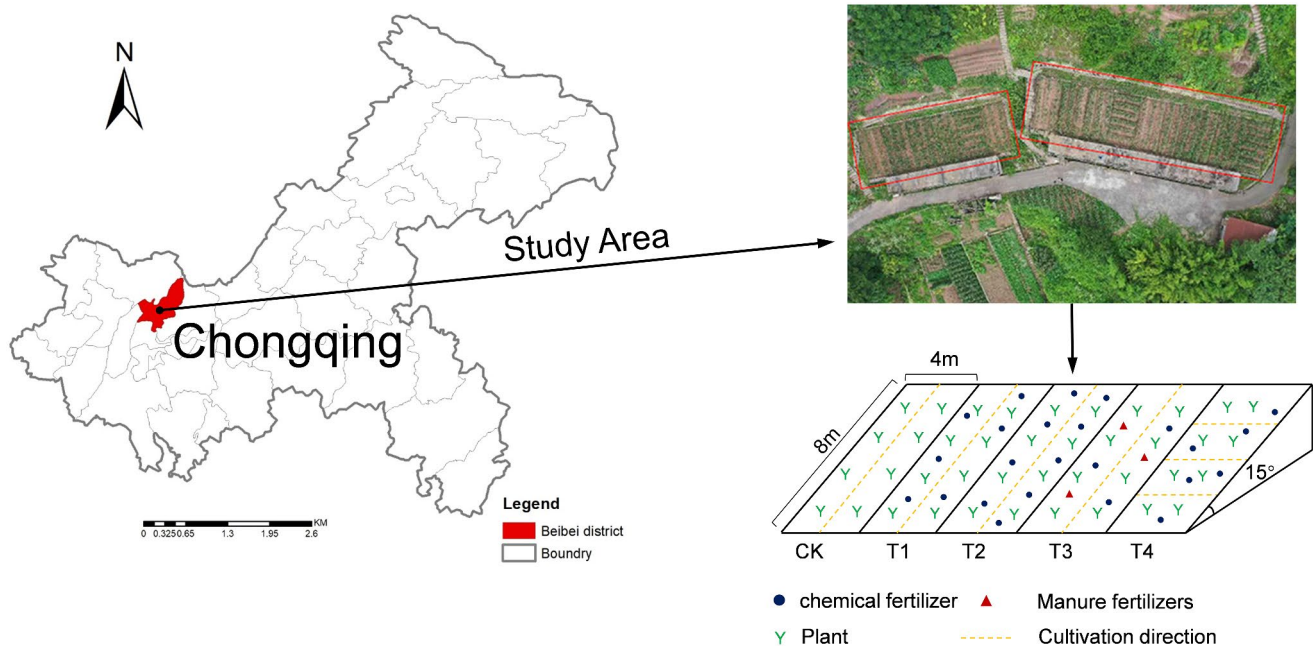 N
Study Area
Chongqing
Legend
Beibei district
Boundry
KM
0 0.325 0.65 1.3 1.95 2.6
4m
8m
15°
CK T1 T2 T3 T4
chemical fertilizer Manure fertilizers
Plant Cultivation direction